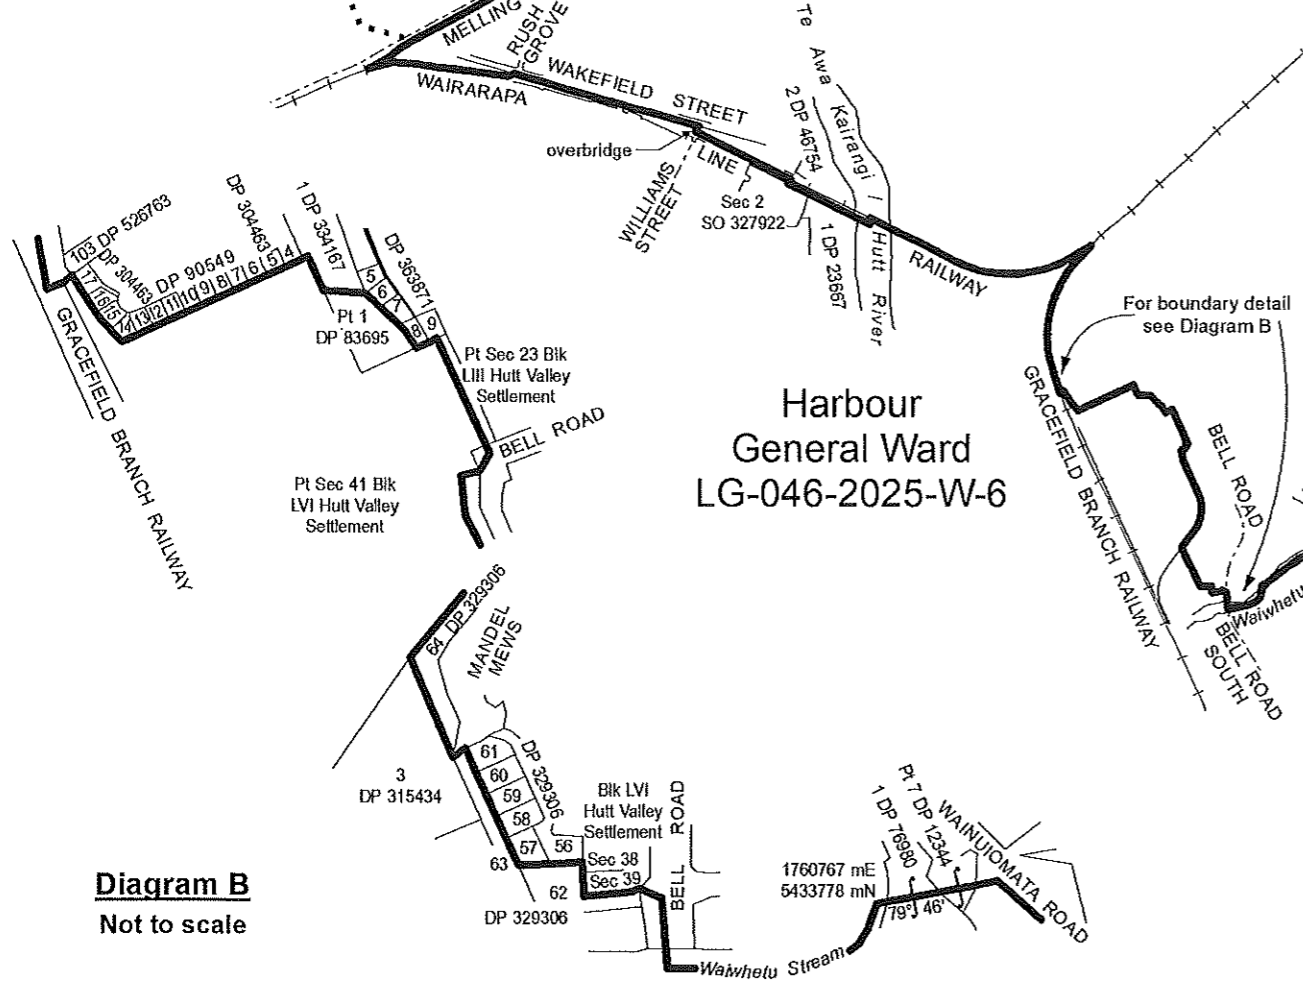 MELLING
RUSH
GROVE
WAIRARAPA
WAKEFIELD STREET
overbridge
LINE
WILLIAMS
STREET
Sec 2
SO 327922
2 DP 46754
1 DP 23667
Te Awa Kairangi /
Hutt River
RAILWAY
For boundary detail
see Diagram B
Harbour
General Ward
LG-046-2025-W-6
GRACEFIELD BRANCH RAILWAY
BELL ROAD
Waiwhetu
BELL ROAD
SOUTH
103 DP 526763
DP 304463
17
16
15
14
13
12
11
10
9
8
7
6
5
4
DP 90549
DP 304463
1 DP 334167
DP 363871
5
6
7
8
9
Pt 1
DP 83695
GRACEFIELD BRANCH RAILWAY
Pt Sec 23 Blk
LIII Hutt Valley
Settlement
BELL ROAD
Pt Sec 41 Blk
LVI Hutt Valley
Settlement
64 DP 329306
MANDEL
MEWS
3
DP 315434
61
60
59
58
57
56
DP 329306
63
62
DP 329306
Blk LVI
Hutt Valley
Settlement
Sec 38
Sec 39
BELL ROAD
Waiwhetu Stream
1760767 mE
5433778 mN
1 DP 76980
Pt 7 DP 12344
79° 46'
WAINUIOMATA ROAD
Diagram B
Not to scale